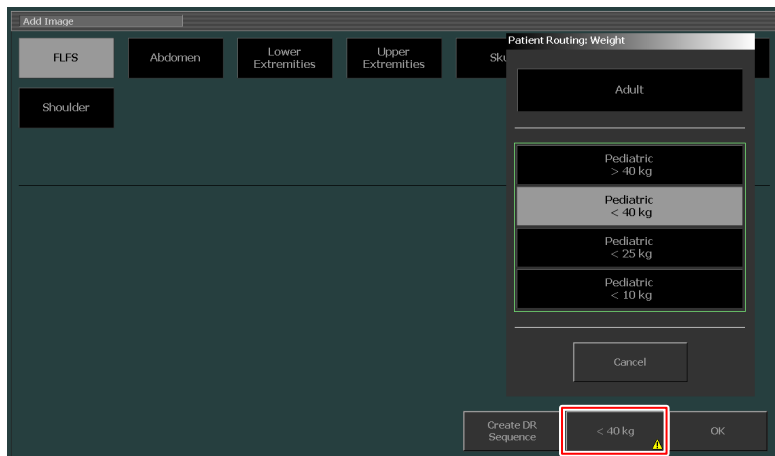 Add Image
Patient Routing: Weight
FLFS
Abdomen
Lower
Extremities
Upper
Extremities
Adult
Shoulder
Pediatric
> 40 kg
Pediatric
< 40 kg
Pediatric
< 25 kg
Pediatric
< 10 kg
Cancel
Create DR
Sequence
< 40 kg
OK